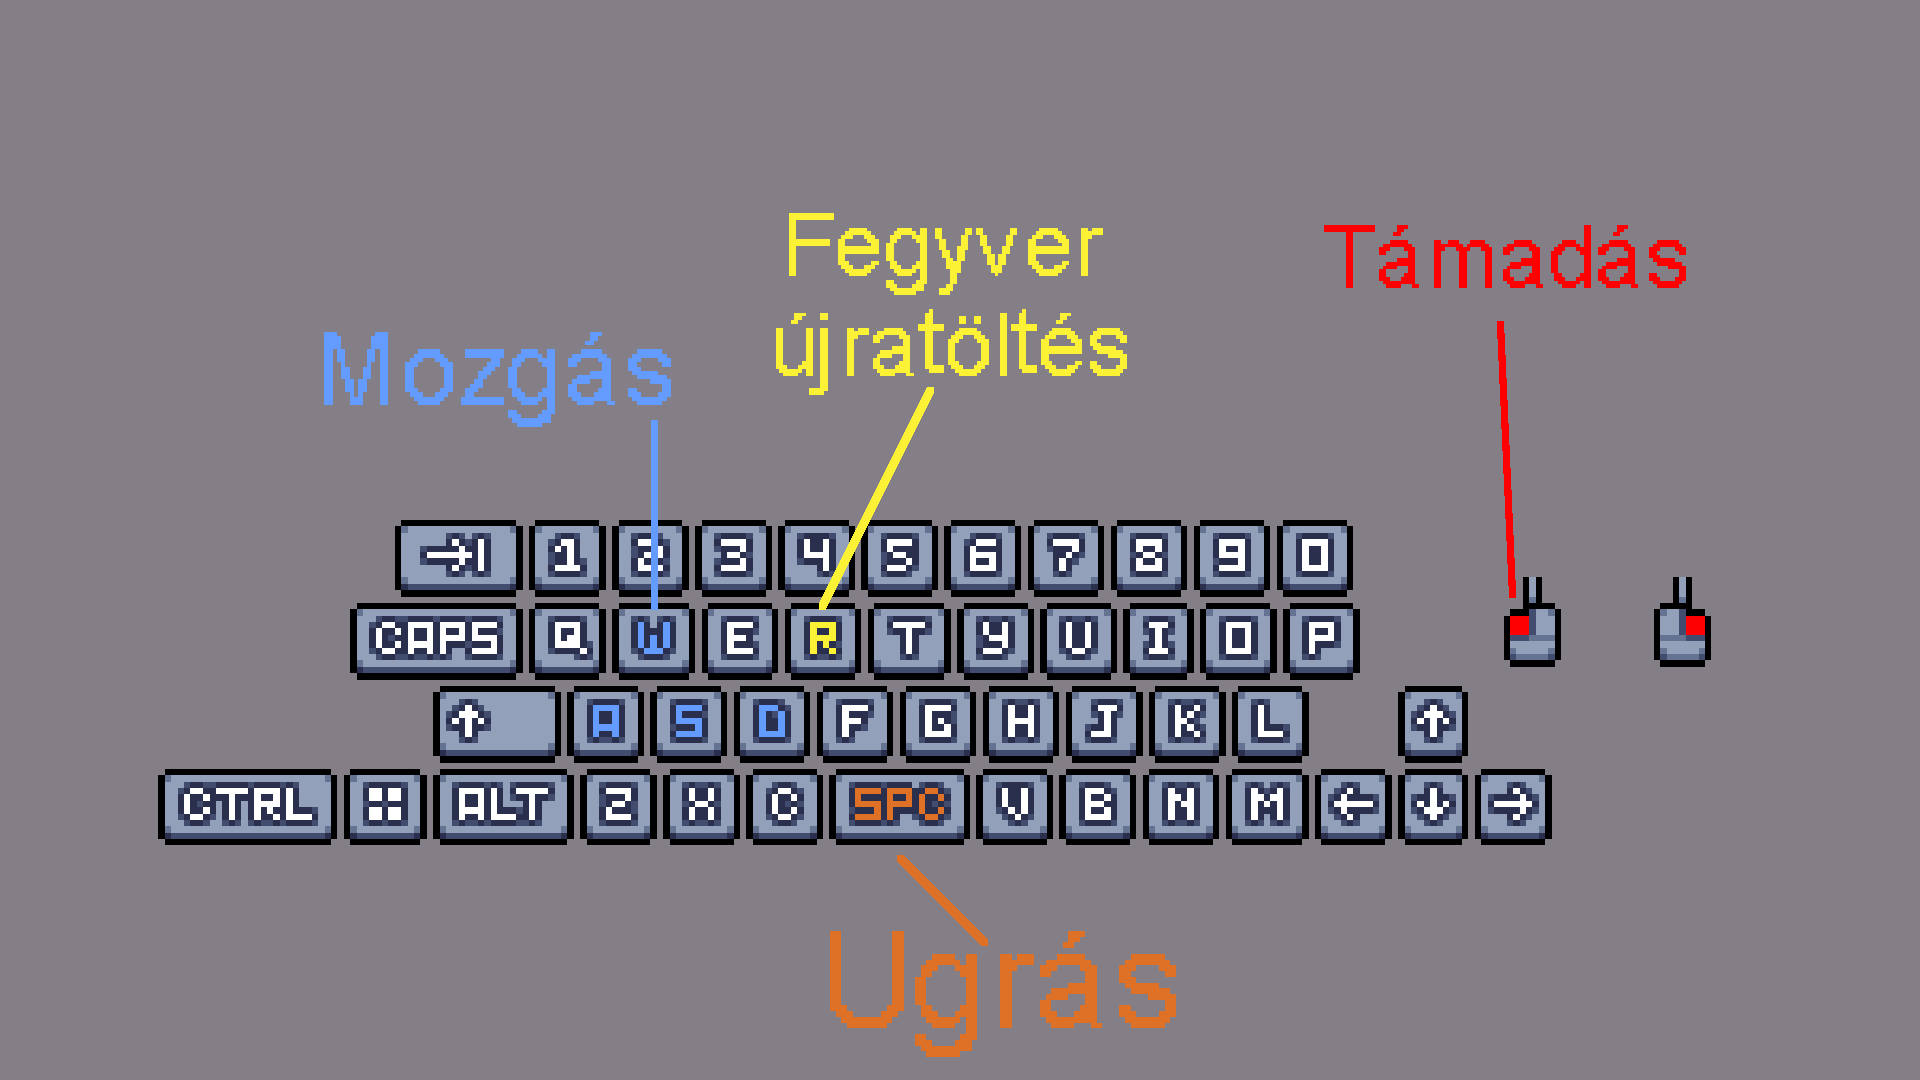 Fegyver
újratöltés
Támadás
Mozgás
1 2 3 4 5 6 7 8 9 0
CAPS Q W E R T Y U I O P
A S D F G H J K L
CTRL ALT Z X C SPC V B N M
Ugrás